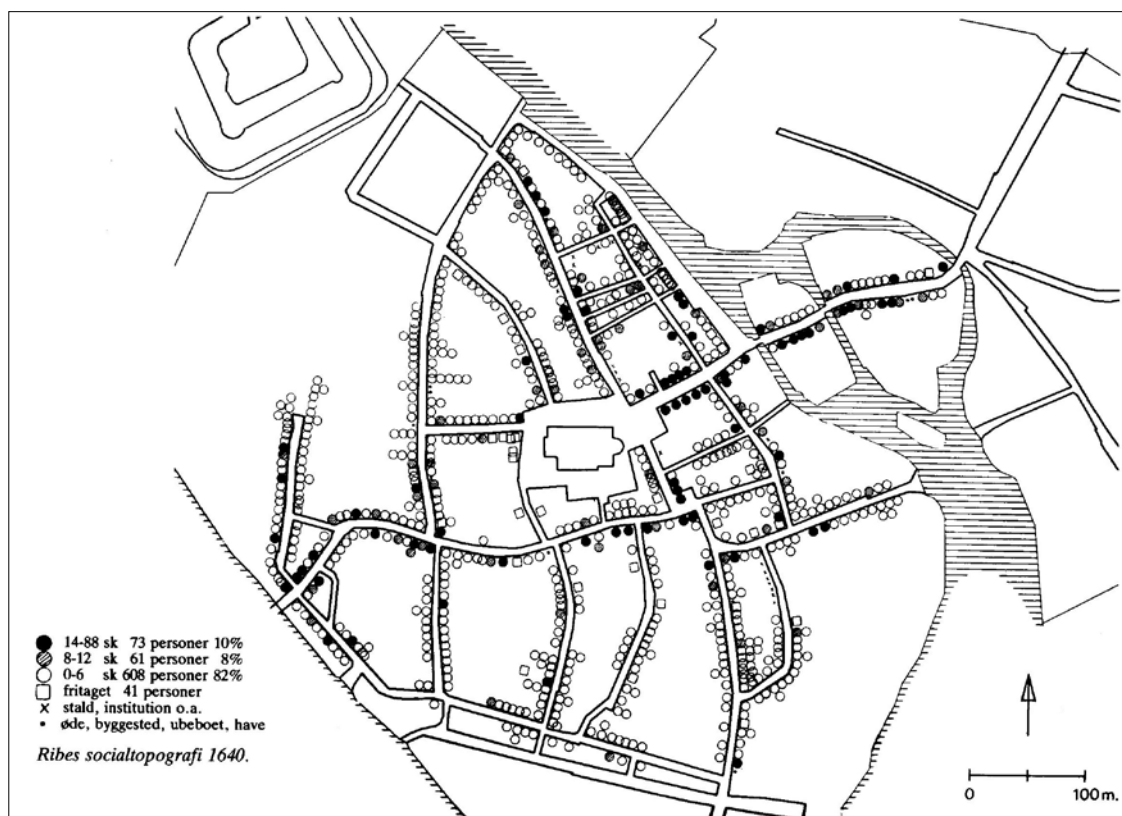 14-88 sk 73 personer 10%
8-12 sk 61 personer 8%
0-6 sk 608 personer 82%
fritaget 41 personer
stald, institution o.a.
øde, byggested, ubeboet, have
Ribes socialtopografi 1640.
0 100 m.